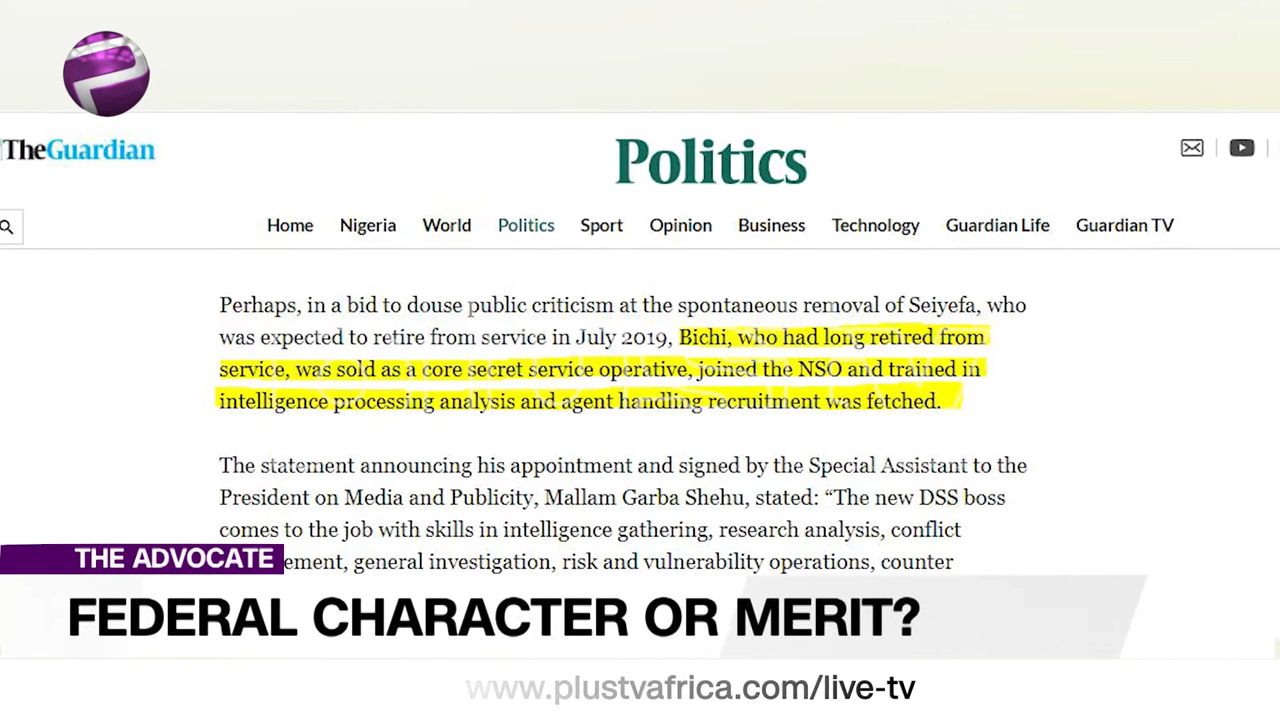 TheGuardian
Politics
Home Nigeria World Politics Sport Opinion Business Technology Guardian Life Guardian TV
Perhaps, in a bid to douse public criticism at the spontaneous removal of Seiyefa, who
was expected to retire from service in July 2019, Bichi, who had long retired from
service, was sold as a core secret service operative, joined the NSO and trained in
intelligence processing analysis and agent handling recruitment was fetched.
The statement announcing his appointment and signed by the Special Assistant to the
President on Media and Publicity, Mallam Garba Shehu, stated: “The new DSS boss
comes to the job with skills in intelligence gathering, research analysis, conflict
ement, general investigation, risk and vulnerability operations, counter
THE ADVOCATE
FEDERAL CHARACTER OR MERIT?
www.plustvafrica.com/live-tv